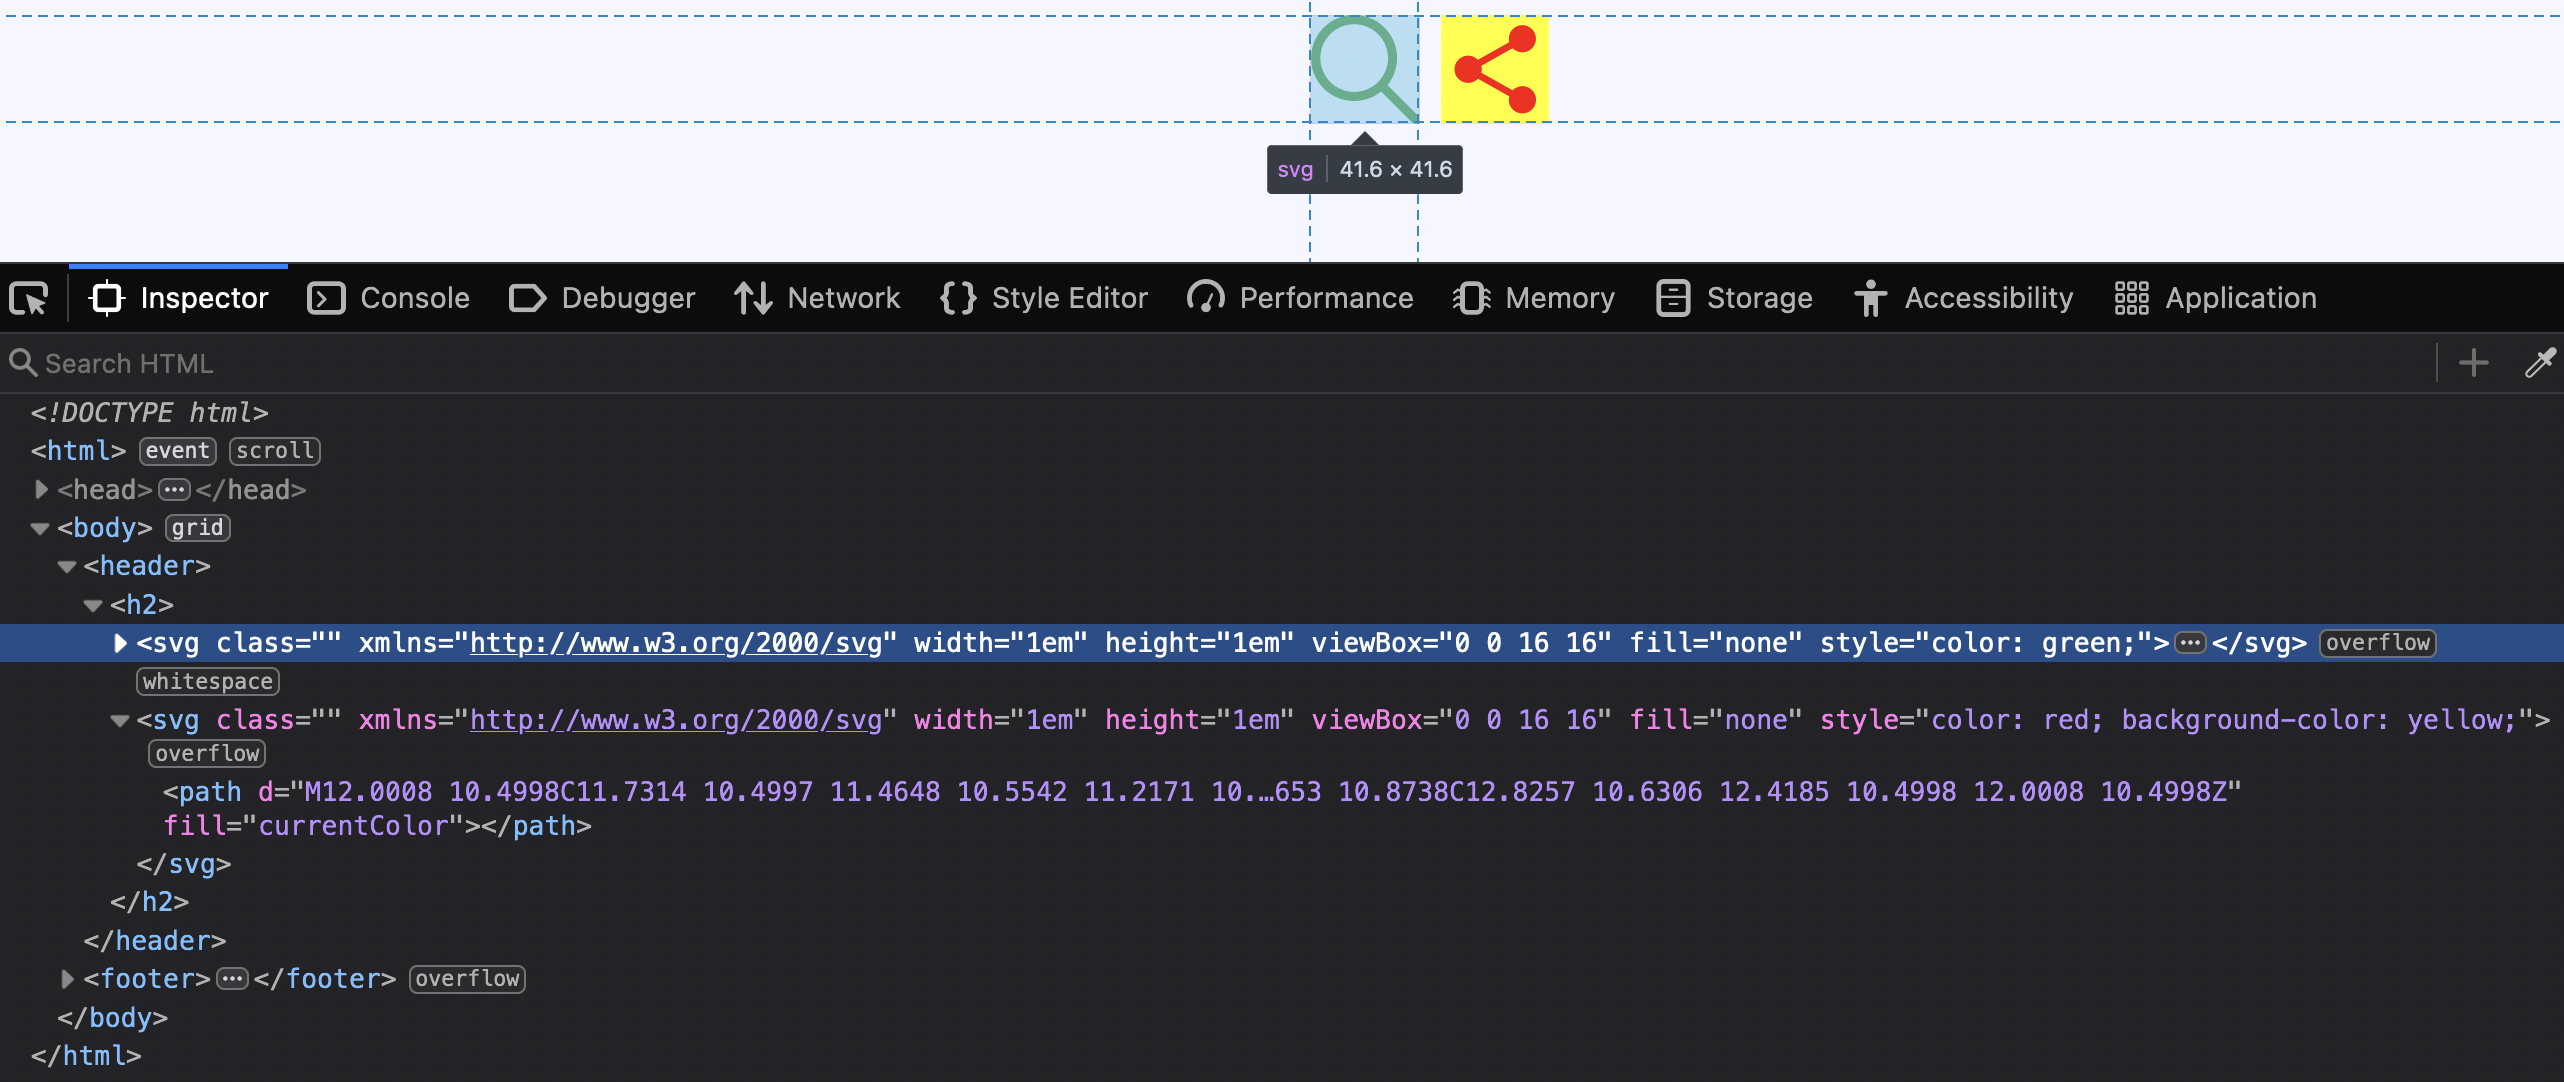 svg 41.6 × 41.6
Inspector Console Debugger Network Style Editor Performance Memory Storage Accessibility Application
Search HTML
<!DOCTYPE html>
<html> event scroll
<head> ··· </head>
<body> grid
<header>
<h2>
<svg class="" xmlns="http://www.w3.org/2000/svg" width="1em" height="1em" viewBox="0 0 16 16" fill="none" style="color: green;"> ··· </svg> overflow
whitespace
<svg class="" xmlns="http://www.w3.org/2000/svg" width="1em" height="1em" viewBox="0 0 16 16" fill="none" style="color: red; background-color: yellow;">
overflow
<path d="M12.0008 10.4998C11.7314 10.4997 11.4648 10.5542 11.2171 10.…653 10.8738C12.8257 10.6306 12.4185 10.4998 12.0008 10.4998Z"
fill="currentColor"></path>
</svg>
</h2>
</header>
<footer> ··· </footer> overflow
</body>
</html>